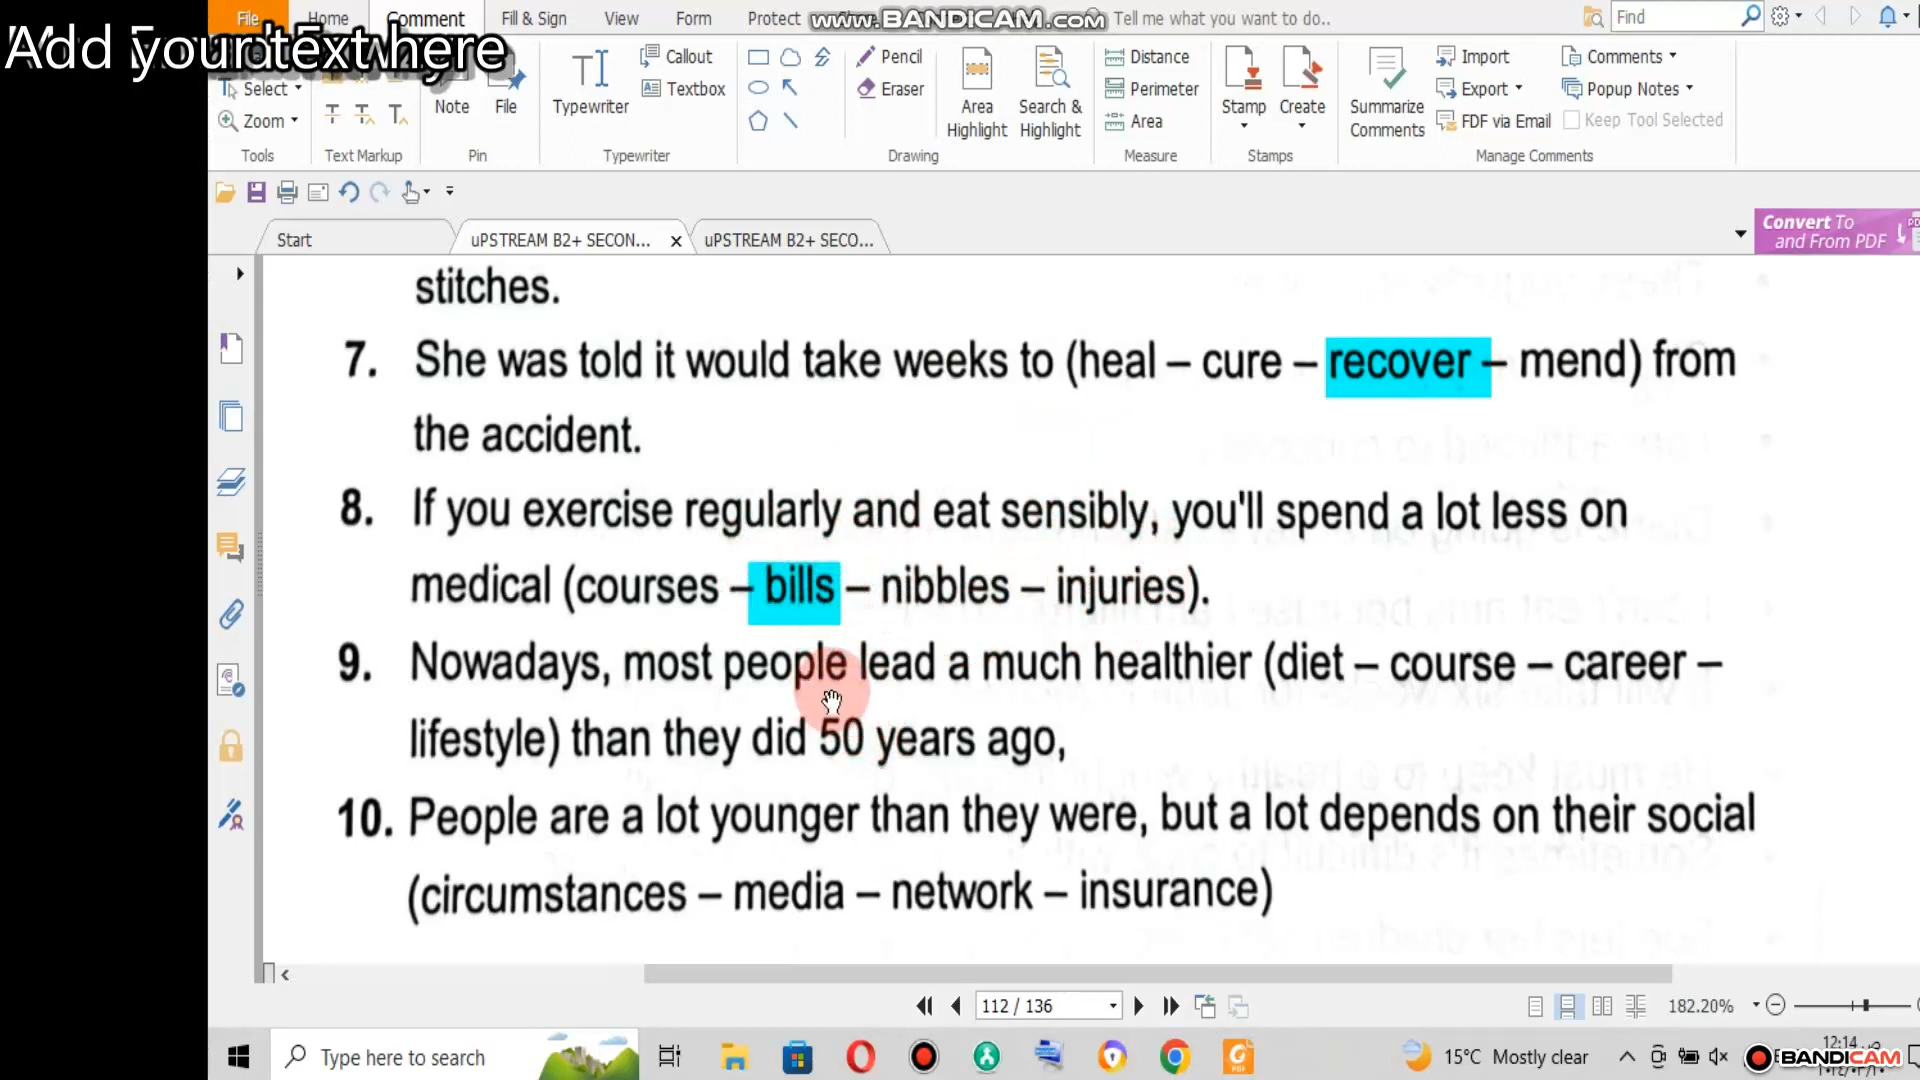 File Home Comment Fill & Sign View Form Protect www.BANDICAM.com Tell me what you want to do.. Find
Add your text here
Select Zoom Note File Typewriter Callout Textbox Pencil Eraser Area Highlight Search & Highlight Distance Perimeter Area Stamp Create Summarize Comments Import Export FDF via Email Comments Popup Notes Keep Tool Selected
Tools Text Markup Pin Typewriter Drawing Measure Stamps Manage Comments
Start uPSTREAM B2+ SECON... uPSTREAM B2+ SECO... Convert To and From PDF
stitches.
7. She was told it would take weeks to (heal – cure – recover – mend) from
the accident.
8. If you exercise regularly and eat sensibly, you'll spend a lot less on
medical (courses – bills – nibbles – injuries).
9. Nowadays, most people lead a much healthier (diet – course – career –
lifestyle) than they did 50 years ago,
10. People are a lot younger than they were, but a lot depends on their social
(circumstances – media – network – insurance)
112 / 136 182.20%
Type here to search 15°C Mostly clear 12:14 BANDICAM